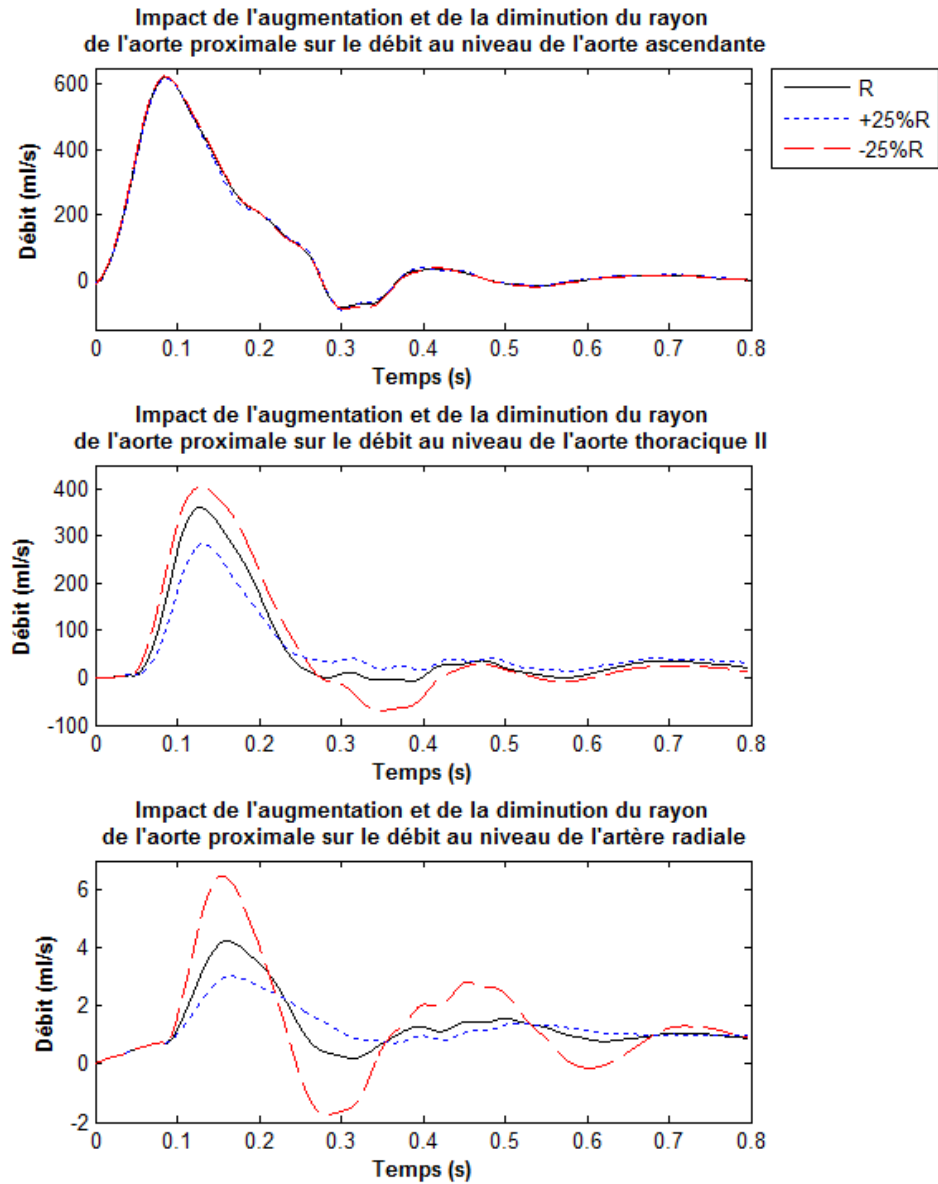 Impact de l'augmentation et de la diminution du rayon
de l'aorte proximale sur le débit au niveau de l'aorte ascendante
R
+25%R
-25%R
Débit (ml/s)
600
400
200
0
0 0.1 0.2 0.3 0.4 0.5 0.6 0.7 0.8
Temps (s)
Impact de l'augmentation et de la diminution du rayon
de l'aorte proximale sur le débit au niveau de l'aorte thoracique II
Débit (ml/s)
400
300
200
100
0
-100
0 0.1 0.2 0.3 0.4 0.5 0.6 0.7 0.8
Temps (s)
Impact de l'augmentation et de la diminution du rayon
de l'aorte proximale sur le débit au niveau de l'artère radiale
Débit (ml/s)
6
4
2
0
-2
0 0.1 0.2 0.3 0.4 0.5 0.6 0.7 0.8
Temps (s)